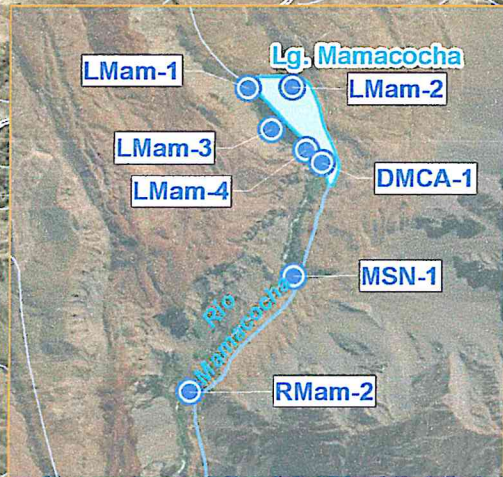 Lg. Mamacocha
LMam-1
LMam-2
LMam-3
LMam-4
DMCA-1
MSN-1
Río
Mamacocha
RMam-2